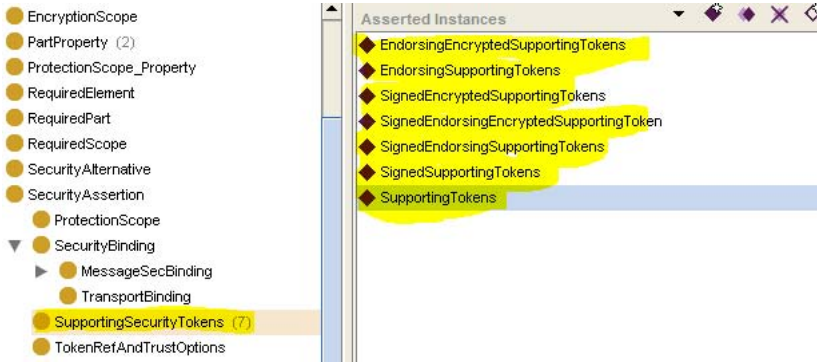 EncryptionScope
PartProperty (2)
ProtectionScope_Property
RequiredElement
RequiredPart
RequiredScope
SecurityAlternative
SecurityAssertion
ProtectionScope
SecurityBinding
MessageSecBinding
TransportBinding
SupportingSecurityTokens (7)
TokenRefAndTrustOptions
Asserted Instances
EndorsingEncryptedSupportingTokens
EndorsingSupportingTokens
SignedEncryptedSupportingTokens
SignedEndorsingEncryptedSupportingToken
SignedEndorsingSupportingTokens
SignedSupportingTokens
SupportingTokens